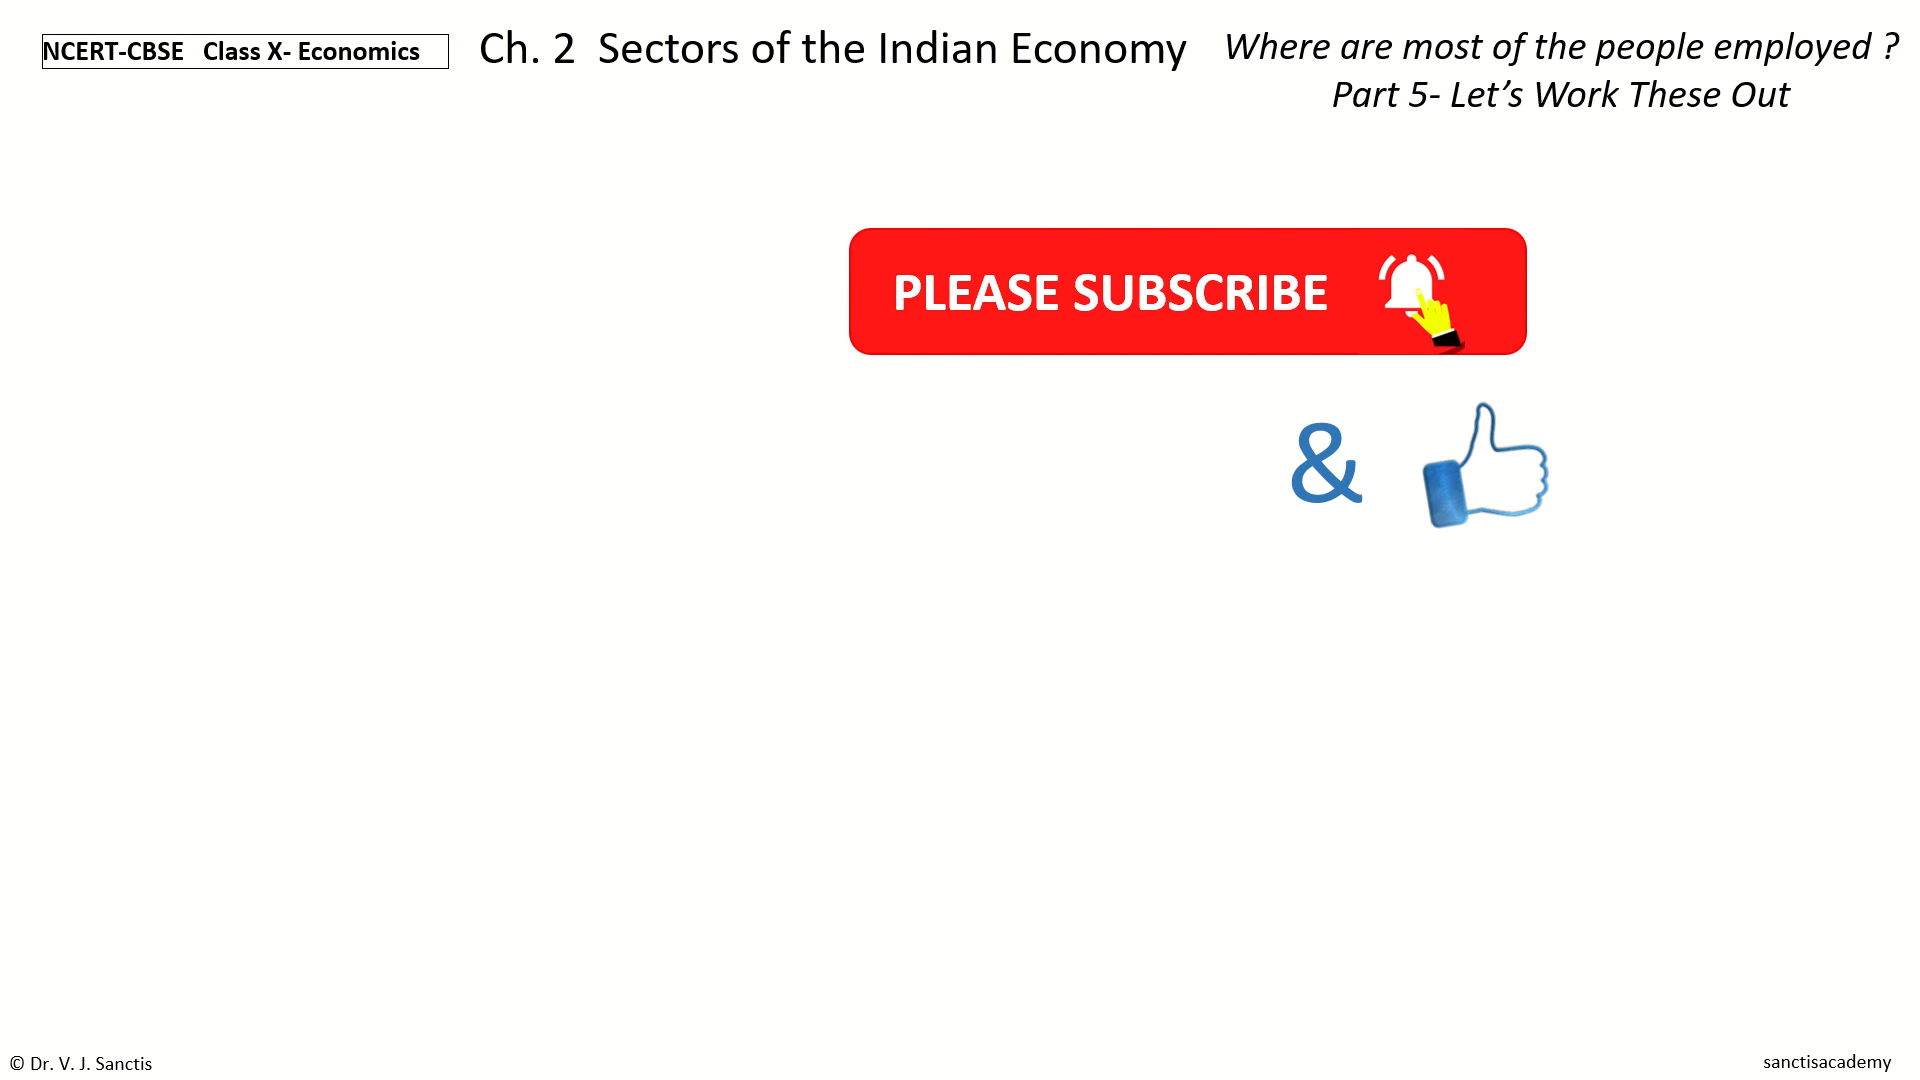 NCERT-CBSE Class X- Economics
Ch. 2 Sectors of the Indian Economy
Where are most of the people employed ?
Part 5- Let’s Work These Out
PLEASE SUBSCRIBE
&
© Dr. V. J. Sanctis
sanctisacademy